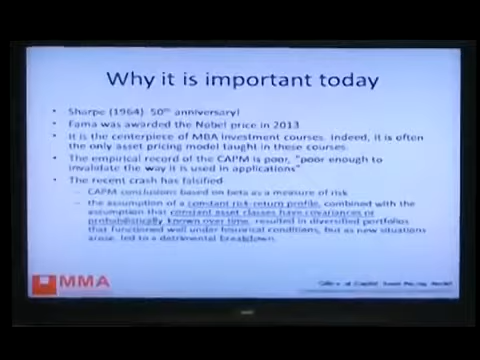 Why it is important today
• Sharpe (1964) 50th anniversary!
• Fama was awarded the Nobel price in 2013
• It is the centerpiece of MBA investment courses. Indeed, it is often
the only asset pricing model taught in these courses.
• The empirical record of the CAPM is poor, "poor enough to
invalidate the way it is used in applications"
• The recent crash has falsified
– CAPM conclusions based on beta as a measure of risk
– the assumption of a constant risk-return profile, combined with the
assumption that constant asset classes have covariances or
probabilistically known over time, resulted in diversified portfolios
that functioned well under historical conditions, but as new situations
arose, led to a detrimental breakdown.
MMA
Capital Asset Pricing Model